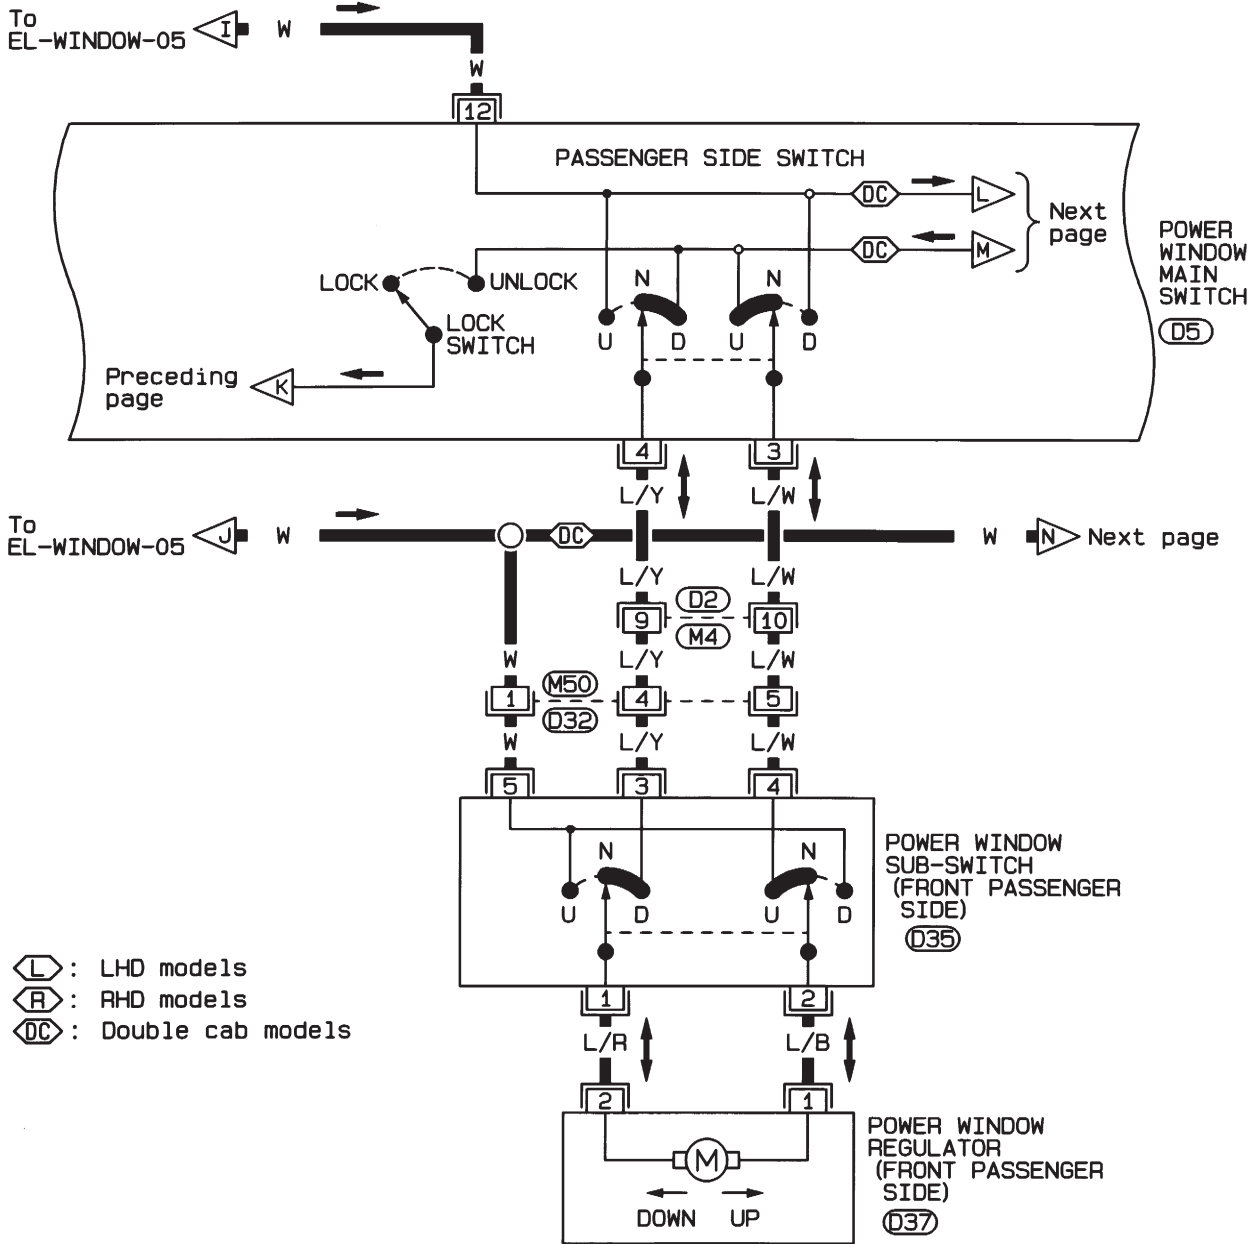 To
EL-WINDOW-05
I
W
W
12
PASSENGER SIDE SWITCH
DC
L
DC
M
Next
page
POWER
WINDOW
MAIN
SWITCH
D5
LOCK
UNLOCK
N
N
U
D
U
D
LOCK
SWITCH
Preceding
page
K
4
3
L/Y
L/W
To
EL-WINDOW-05
J
W
DC
W
N
Next page
L/Y
L/W
9
D2
M4
10
W
L/Y
L/W
1
M50
D32
4
5
W
L/Y
L/W
5
3
4
N
N
U
D
U
D
POWER WINDOW
SUB-SWITCH
(FRONT PASSENGER
SIDE)
D35
L : LHD models
R : RHD models
DC : Double cab models
1
2
L/R
L/B
2
1
M
DOWN
UP
POWER WINDOW
REGULATOR
(FRONT PASSENGER
SIDE)
D37